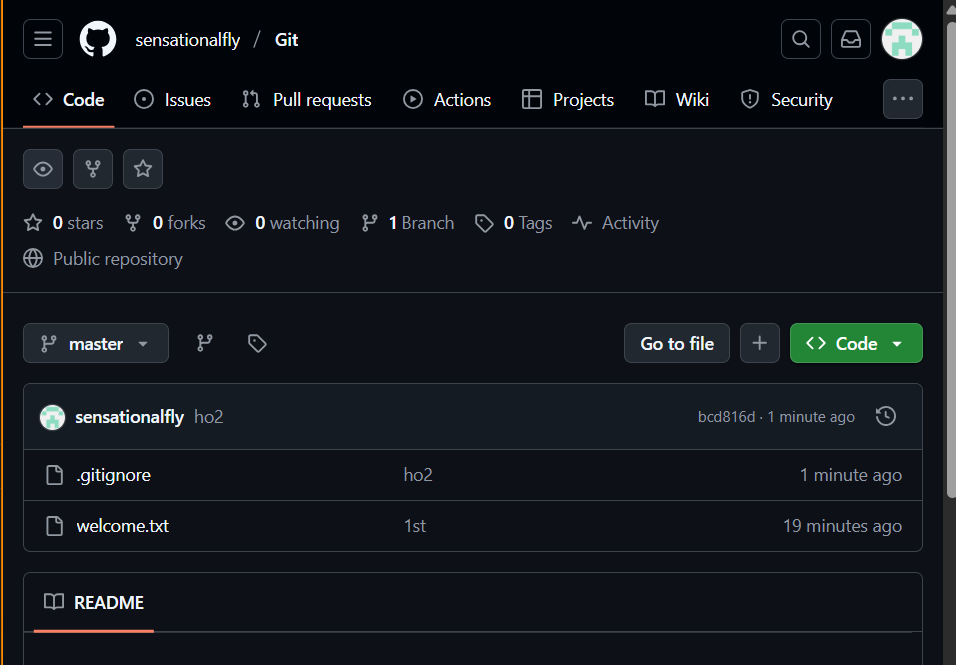 sensationalfly / Git
Code Issues Pull requests Actions Projects Wiki Security
0 stars 0 forks 0 watching 1 Branch 0 Tags Activity
Public repository
master Go to file Code
sensationalfly ho2 bcd816d · 1 minute ago
.gitignore ho2 1 minute ago
welcome.txt 1st 19 minutes ago
README